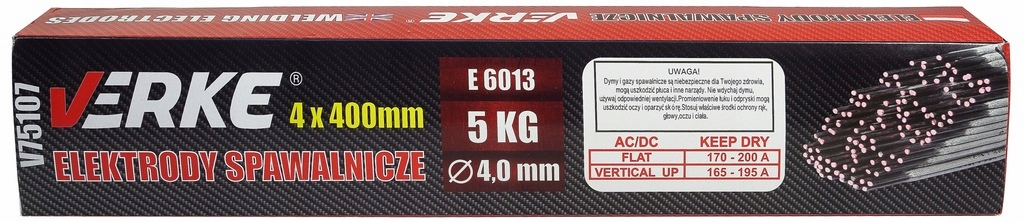 WELDING ELECTRODES
VERKE®
ELEKTRODY SPAWALNICZE
V75107
VERKE®
4 x 400mm
ELEKTRODY SPAWALNICZE
E 6013
5 KG
Ø 4,0 mm
UWAGA!
Dymy i gazy spawalnicze są niebezpieczne dla Twojego zdrowia,
mogą uszkodzić płuca i inne narządy. Nie wdychaj dymu,
używaj odpowiedniej wentylacji.Promieniowanie łuku i odpryski mogą
uszkodzić oczy i oparzyć skórę.Stosuj właściwe środki ochrony rąk,
głowy,oczu i ciała.
AC/DC KEEP DRY
FLAT 170 - 200 A
VERTICAL UP 165 - 195 A